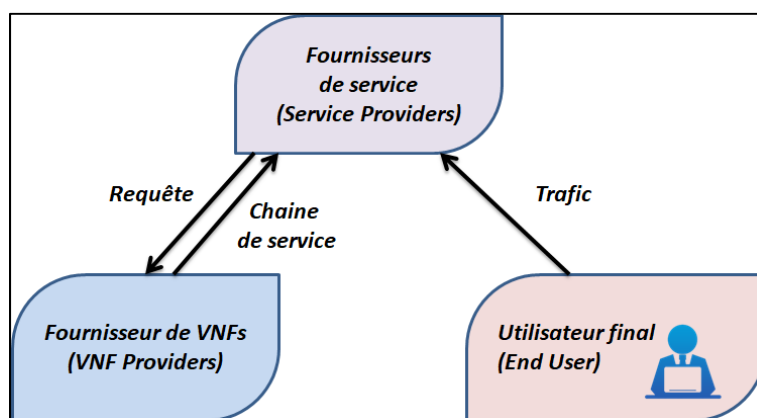 Fournisseurs
de service
(Service Providers)
Requête
Chaine
de service
Trafic
Fournisseur de VNFs
(VNF Providers)
Utilisateur final
(End User)